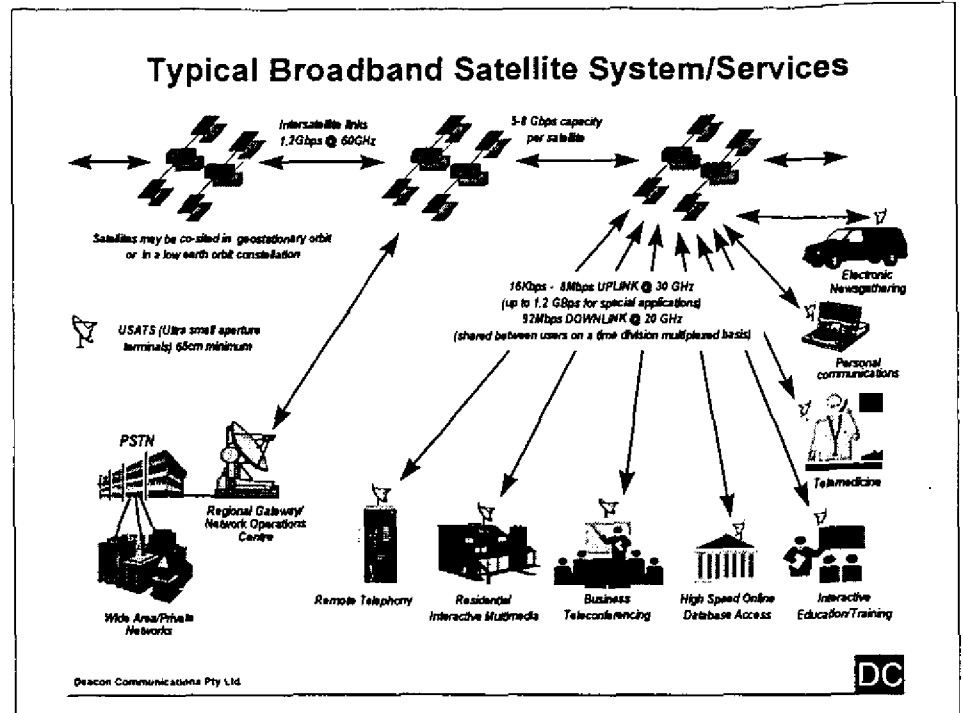 Typical Broadband Satellite System/Services
Intersatellite links
1.2Gbps @ 60GHz
5-8 Gbps capacity
per satellite
Satellites may be co-sited in geostationary orbit
or in a low earth orbit constellation
Electronic
Newsgathering
16Kbps - 8Mbps UPLINK @ 30 GHz
(up to 1.2 GBps for special applications)
92Mbps DOWNLINK @ 20 GHz
(shared between users on a time division multiplexed basis)
USATS (Ultra small aperture
terminals) 65cm minimum
Personal
communications
Telemedicine
PSTN
Regional Gateway/
Network Operations
Centre
Wide Area/Private
Networks
Remote Telephony
Residential
Interactive Multimedia
Business
Teleconferencing
High Speed Online
Database Access
Interactive
Education/Training
Deacon Communications Pty Ltd
DC